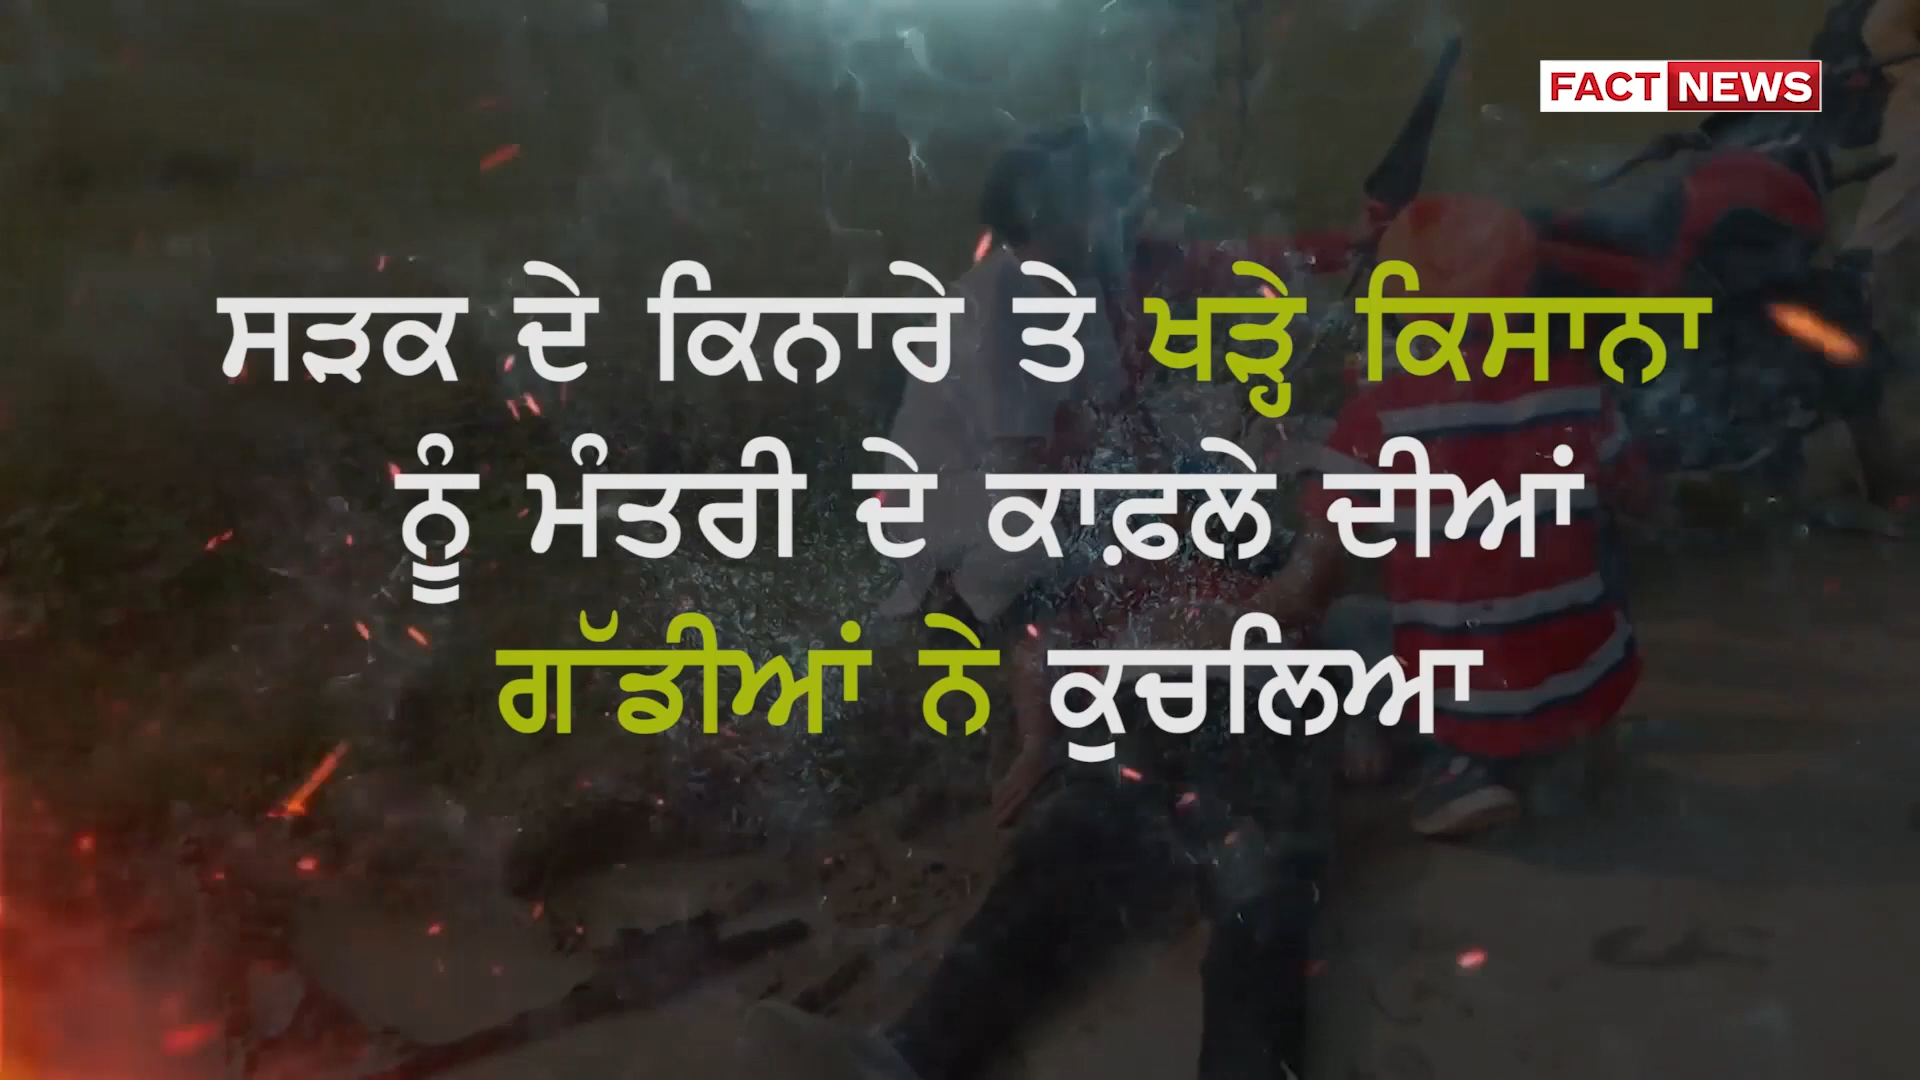 FACT NEWS
ਸੜਕ ਦੇ ਕਿਨਾਰੇ ਤੇ ਖੜ੍ਹੇ ਕਿਸਾਨਾ
ਨੂੰ ਮੰਤਰੀ ਦੇ ਕਾਫ਼ਲੇ ਦੀਆਂ
ਗੱਡੀਆਂ ਨੇ ਕੁਚਲਿਆ